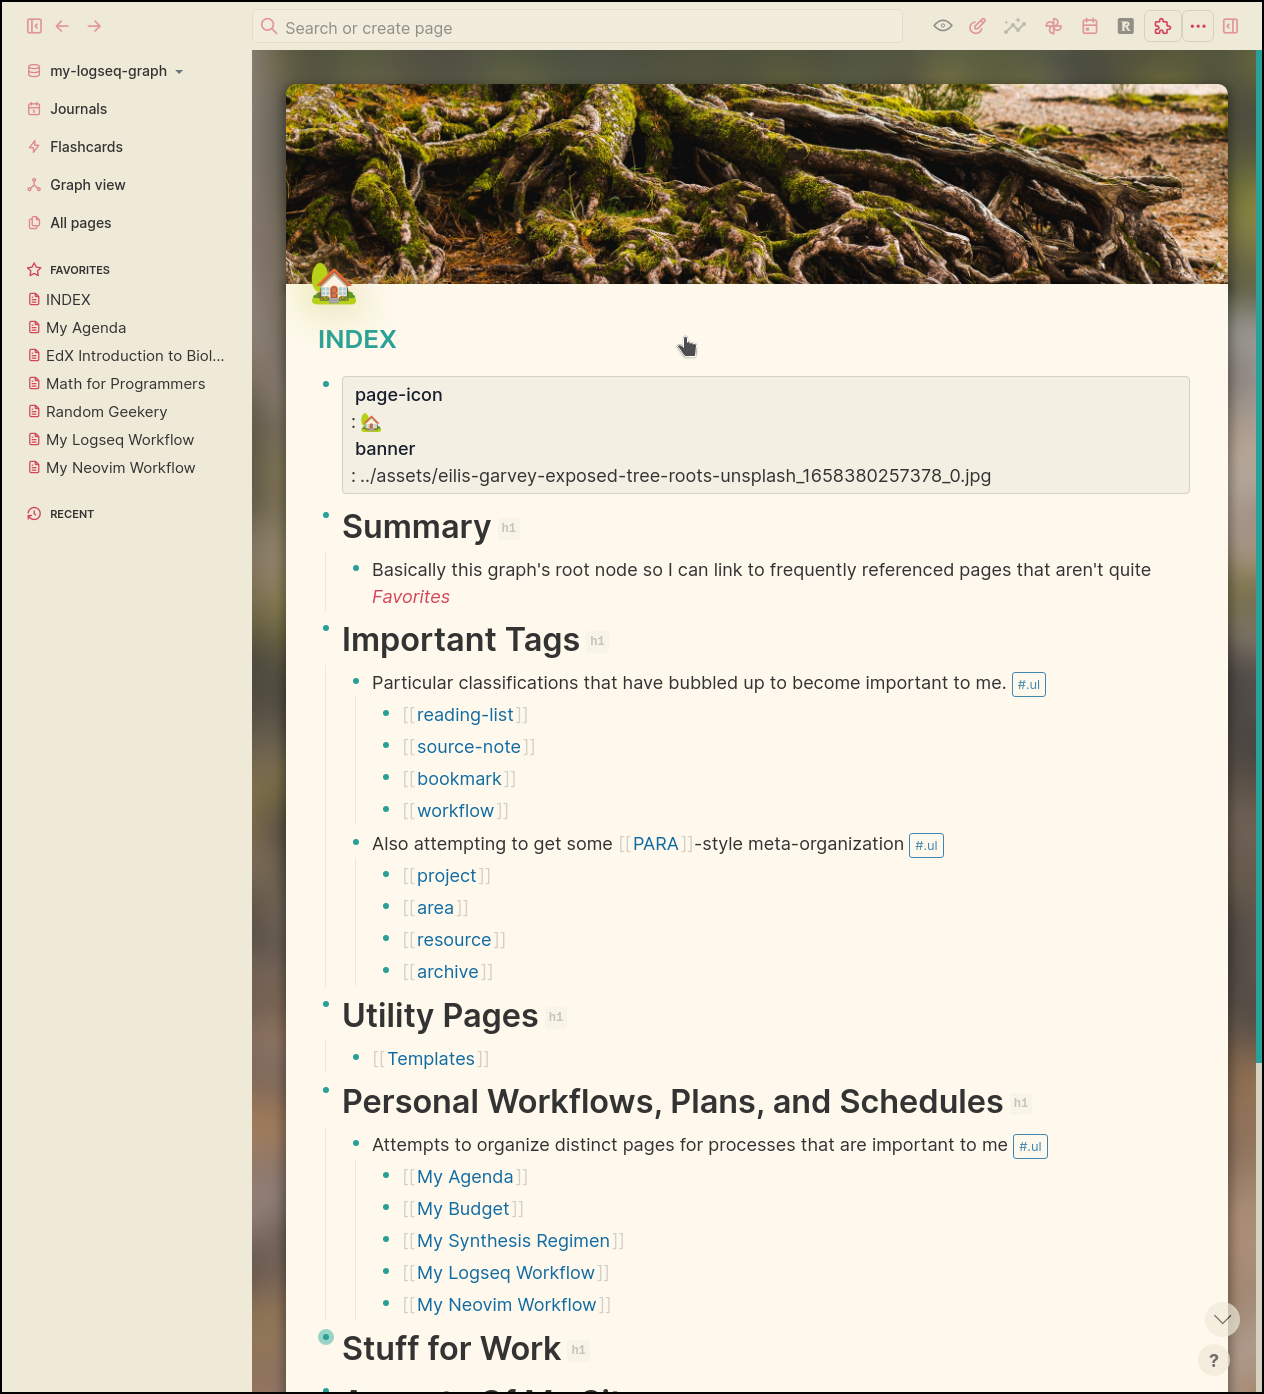 Search or create page
R
my-logseq-graph
Journals
Flashcards
Graph view
All pages
FAVORITES
INDEX
My Agenda
EdX Introduction to Biol...
Math for Programmers
Random Geekery
My Logseq Workflow
My Neovim Workflow
RECENT
INDEX
page-icon
: 🏡
banner
: ../assets/eilis-garvey-exposed-tree-roots-unsplash_1658380257378_0.jpg
Summary h1
Basically this graph's root node so I can link to frequently referenced pages that aren't quite
Favorites
Important Tags h1
Particular classifications that have bubbled up to become important to me. #.ul
[[reading-list]]
[[source-note]]
[[bookmark]]
[[workflow]]
Also attempting to get some [[PARA]]-style meta-organization #.ul
[[project]]
[[area]]
[[resource]]
[[archive]]
Utility Pages h1
[[Templates]]
Personal Workflows, Plans, and Schedules h1
Attempts to organize distinct pages for processes that are important to me #.ul
[[My Agenda]]
[[My Budget]]
[[My Synthesis Regimen]]
[[My Logseq Workflow]]
[[My Neovim Workflow]]
Stuff for Work h1
?